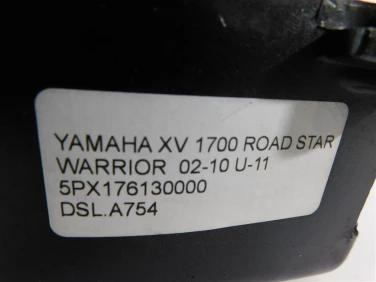 YAMAHA XV 1700 ROAD STAR
WARRIOR 02-10 U-11
5PX176130000
DSL.A754